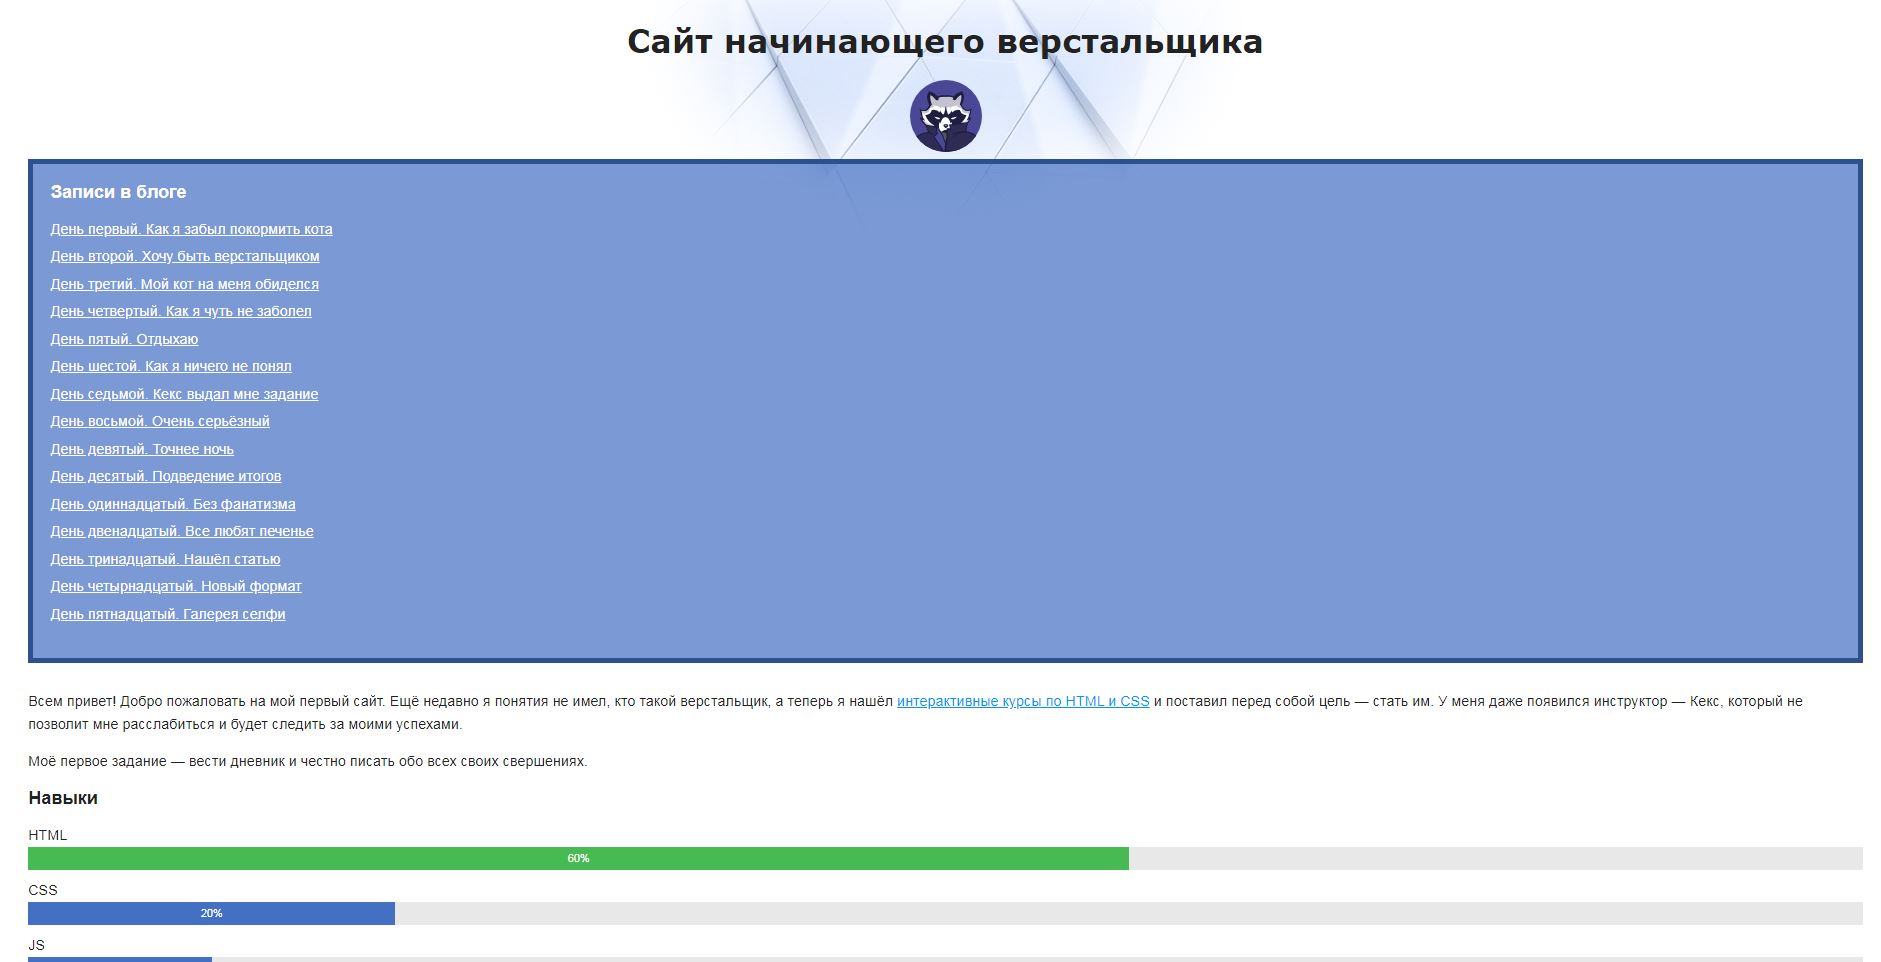 Сайт начинающего верстальщика
Записи в блоге
День первый. Как я забыл покормить кота
День второй. Хочу быть верстальщиком
День третий. Мой кот на меня обиделся
День четвертый. Как я чуть не заболел
День пятый. Отдыхаю
День шестой. Как я ничего не понял
День седьмой. Кекс выдал мне задание
День восьмой. Очень серьёзный
День девятый. Точнее ночь
День десятый. Подведение итогов
День одиннадцатый. Без фанатизма
День двенадцатый. Все любят печенье
День тринадцатый. Нашёл статью
День четырнадцатый. Новый формат
День пятнадцатый. Галерея селфи
Всем привет! Добро пожаловать на мой первый сайт. Ещё недавно я понятия не имел, кто такой верстальщик, а теперь я нашёл интерактивные курсы по HTML и CSS и поставил перед собой цель — стать им. У меня даже появился инструктор — Кекс, который не
позволит мне расслабиться и будет следить за моими успехами.
Моё первое задание — вести дневник и честно писать обо всех своих свершениях.
Навыки
HTML
60%
CSS
20%
JS